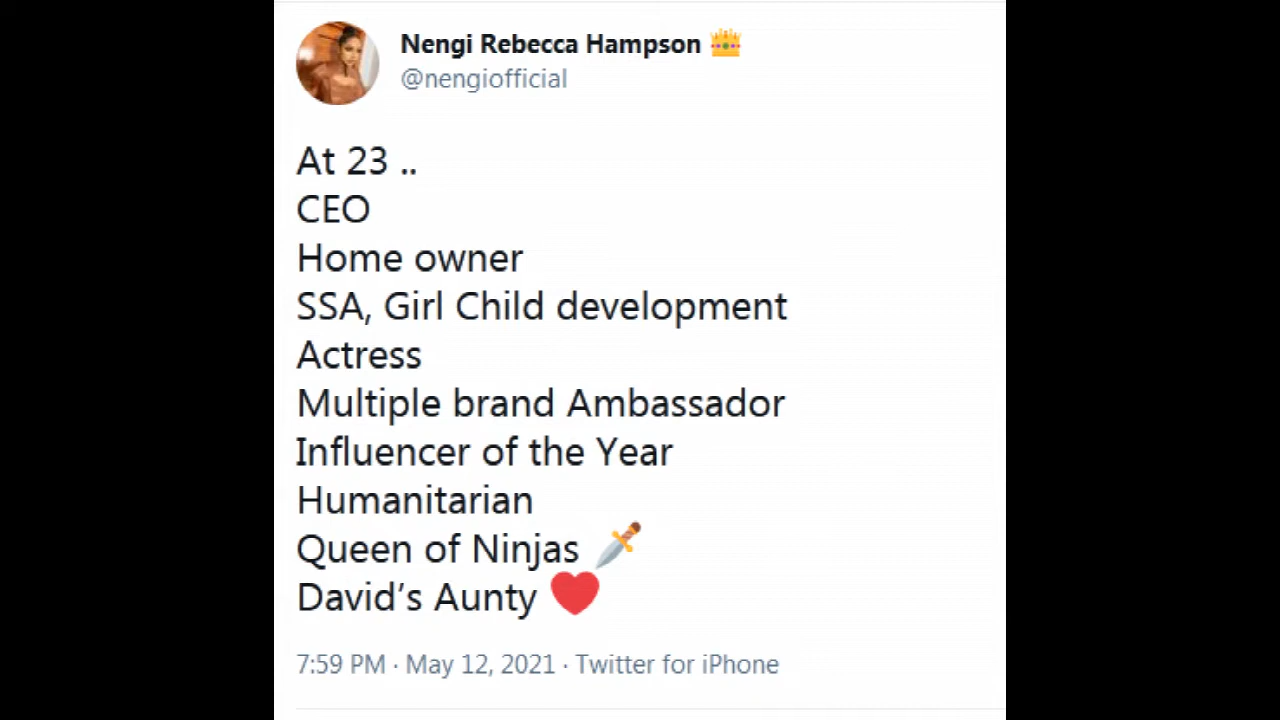 Nengi Rebecca Hampson 👑
@nengiofficial
At 23 ..
CEO
Home owner
SSA, Girl Child development
Actress
Multiple brand Ambassador
Influencer of the Year
Humanitarian
Queen of Ninjas 🗡️
David’s Aunty ❤️
7:59 PM · May 12, 2021 · Twitter for iPhone